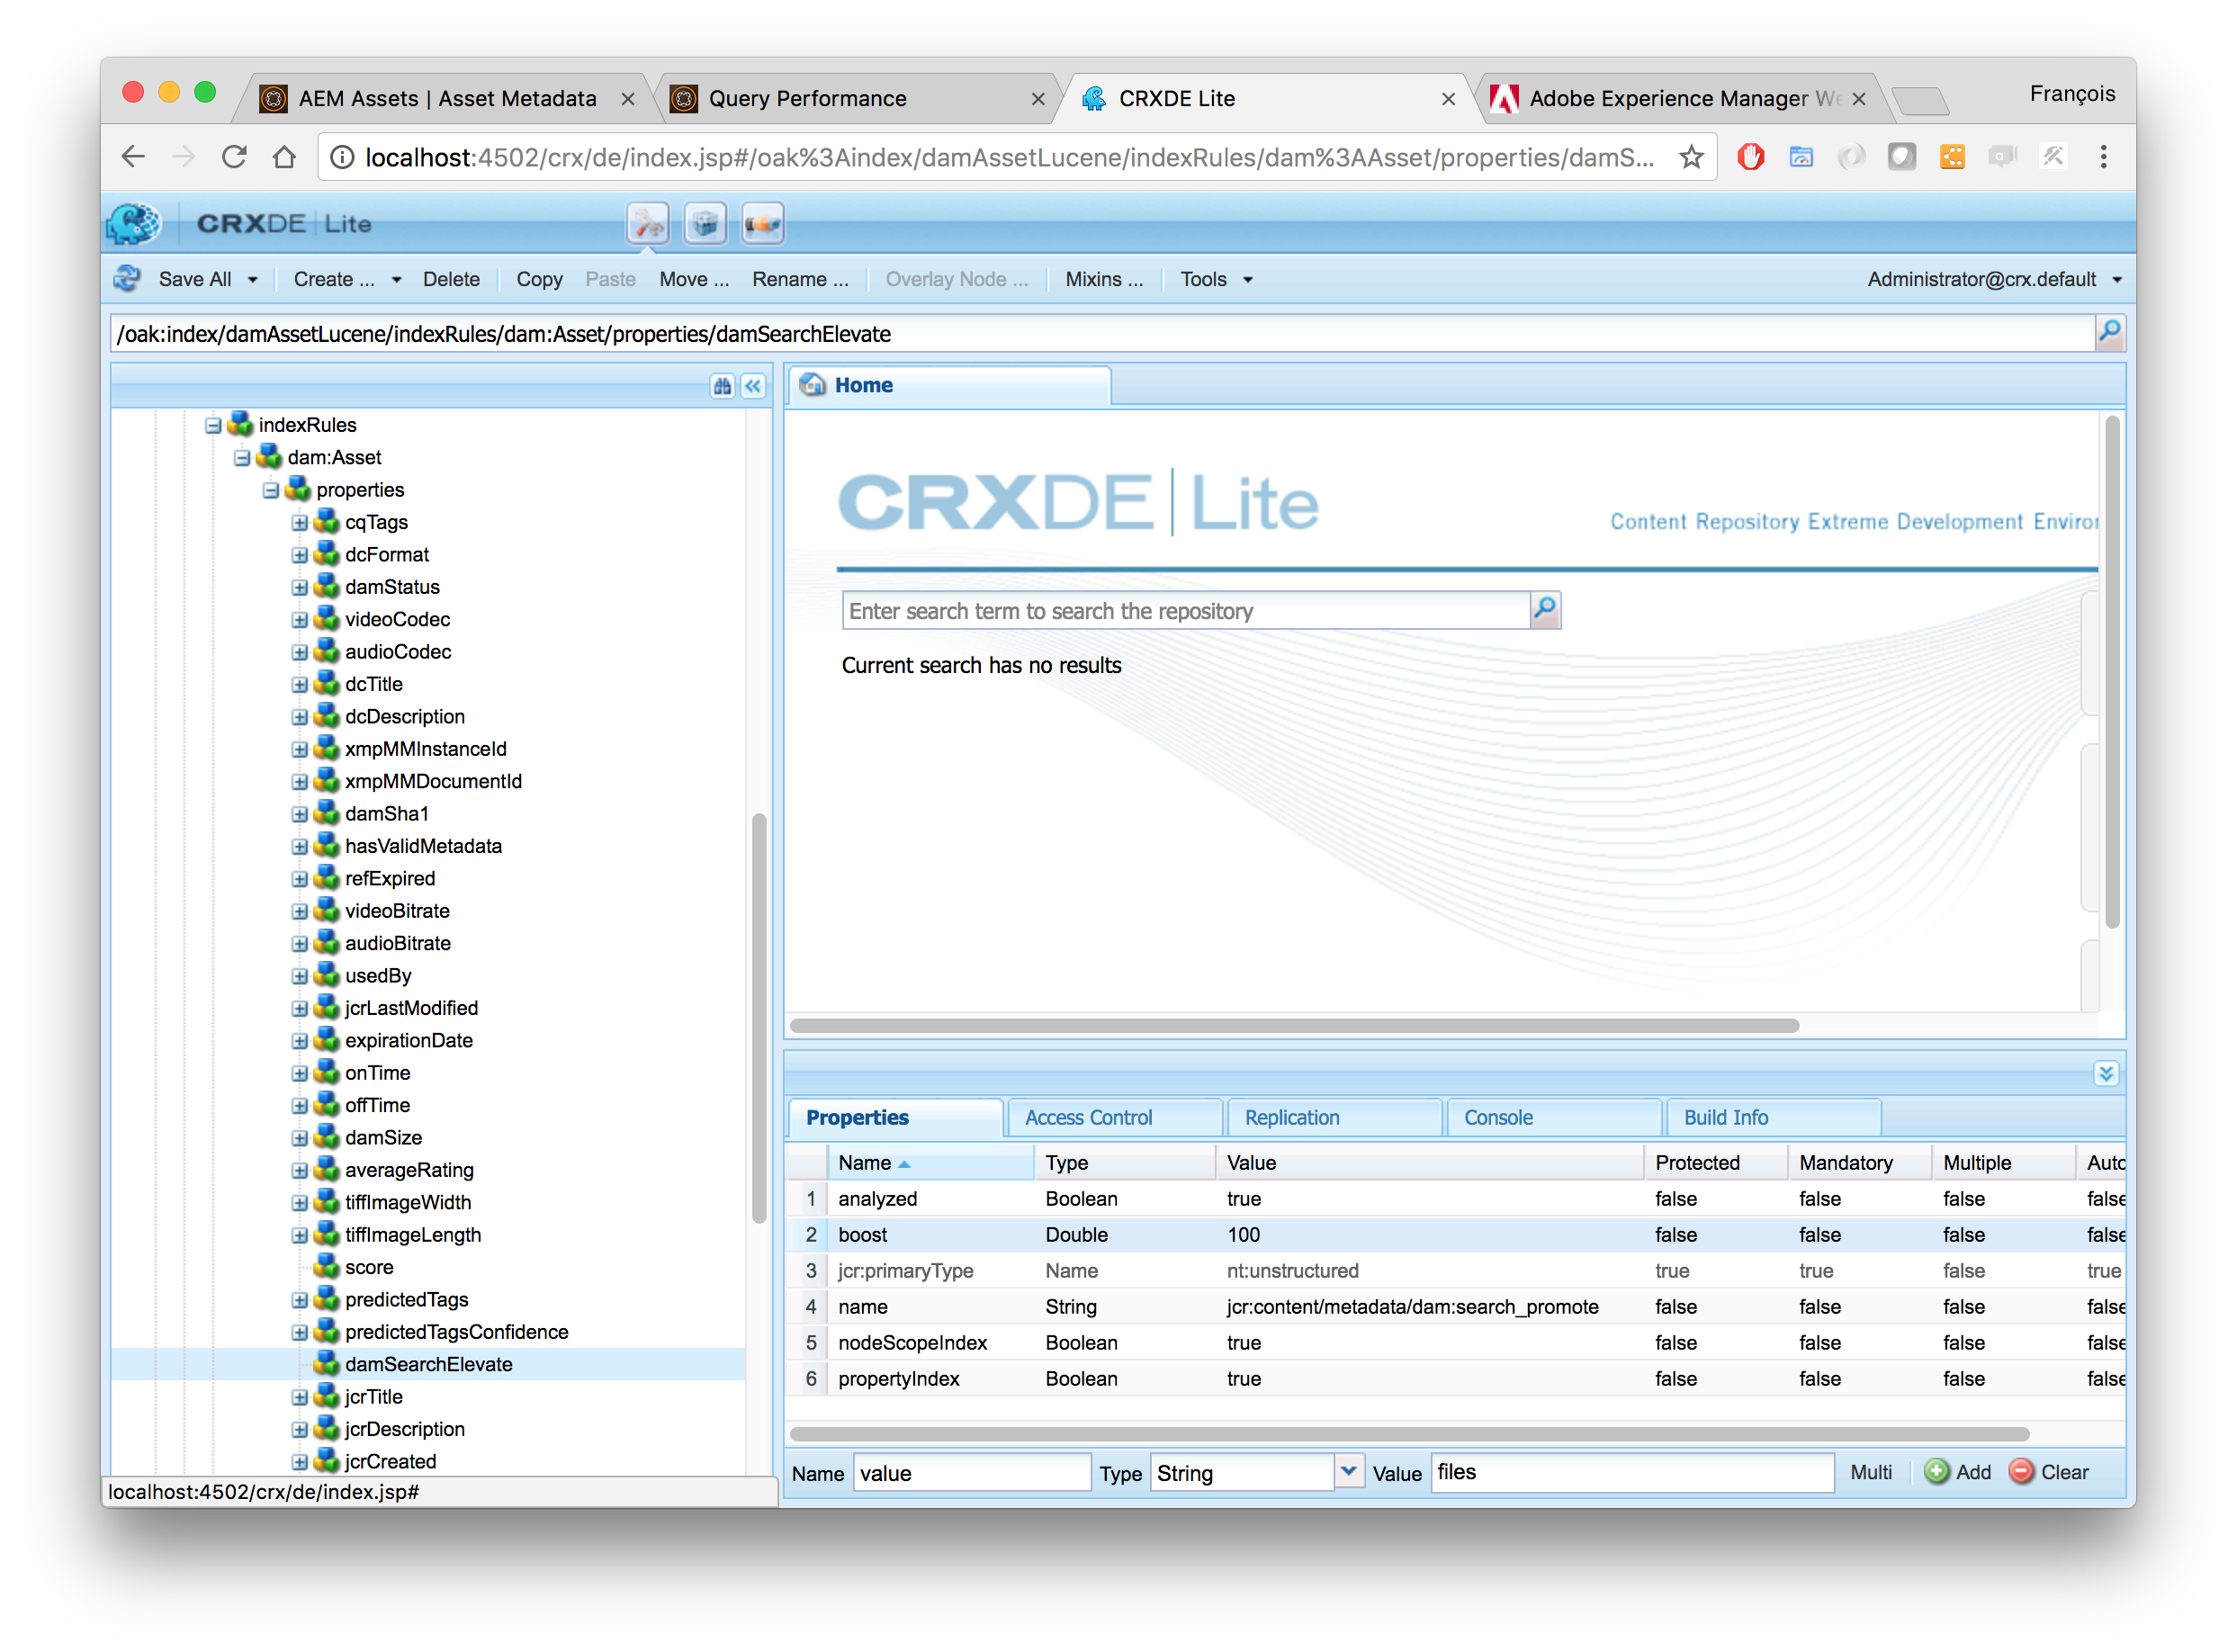 AEM Assets | Asset Metadata
Query Performance
CRXDE Lite
Adobe Experience Manager We
François
localhost:4502/crx/de/index.jsp#/oak%3Aindex/damAssetLucene/indexRules/dam%3AAsset/properties/damS...
CRXDE | Lite
Save All
Create ...
Delete
Copy
Paste
Move ...
Rename ...
Overlay Node ...
Mixins ...
Tools
Administrator@crx.default
/oak:index/damAssetLucene/indexRules/dam:Asset/properties/damSearchElevate
indexRules
dam:Asset
properties
cqTags
dcFormat
damStatus
videoCodec
audioCodec
dcTitle
dcDescription
xmpMMInstanceId
xmpMMDocumentId
damSha1
hasValidMetadata
refExpired
videoBitrate
audioBitrate
usedBy
jcrLastModified
expirationDate
onTime
offTime
damSize
averageRating
tiffImageWidth
tiffImageLength
score
predictedTags
predictedTagsConfidence
damSearchElevate
jcrTitle
jcrDescription
jcrCreated
localhost:4502/crx/de/index.jsp#
Home
CRXDE | Lite
Content Repository Extreme Development Enviro
Enter search term to search the repository
Current search has no results
Properties
Access Control
Replication
Console
Build Info
Name Type Value Protected Mandatory Multiple Auto
1 analyzed Boolean true false false false false
2 boost Double 100 false false false false
3 jcr:primaryType Name nt:unstructured true true false true
4 name String jcr:content/metadata/dam:search_promote false false false false
5 nodeScopeIndex Boolean true false false false false
6 propertyIndex Boolean true false false false false
Name value Type String Value files Multi Add Clear